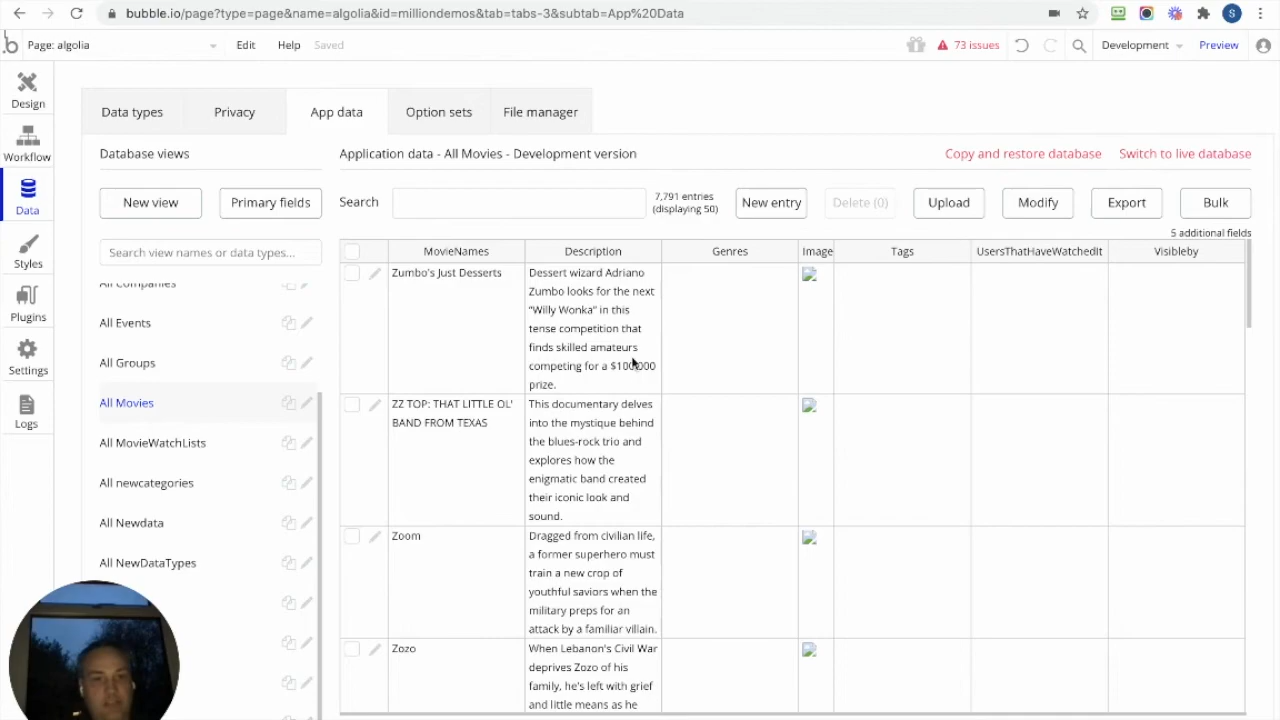 bubble.io/page?type=page&name=algolia&id=milliondemos&tab=tabs-3&subtab=App%20Data
S
Page: algolia
Edit
Help
Saved
73 issues
Development
Preview
Design
Workflow
Data
Styles
Plugins
Settings
Logs
Data types
Privacy
App data
Option sets
File manager
Database views
Application data - All Movies - Development version
Copy and restore database
Switch to live database
New view
Primary fields
Search
7,791 entries
(displaying 50)
New entry
Delete (0)
Upload
Modify
Export
Bulk
5 additional fields
Search view names or data types...
All Companies
All Events
All Groups
All Movies
All MovieWatchLists
All newcategories
All Newdata
All NewDataTypes
MovieNames
Description
Genres
Image
Tags
UsersThatHaveWatchedit
Visibleby
Zumbo's Just Desserts
Dessert wizard Adriano
Zumbo looks for the next
“Willy Wonka” in this
tense competition that
finds skilled amateurs
competing for a $100,000
prize.
ZZ TOP: THAT LITTLE OL'
BAND FROM TEXAS
This documentary delves
into the mystique behind
the blues-rock trio and
explores how the
enigmatic band created
their iconic look and
sound.
Zoom
Dragged from civilian life,
a former superhero must
train a new crop of
youthful saviors when the
military preps for an
attack by a familiar villain.
Zozo
When Lebanon's Civil War
deprives Zozo of his
family, he's left with grief
and little means as he